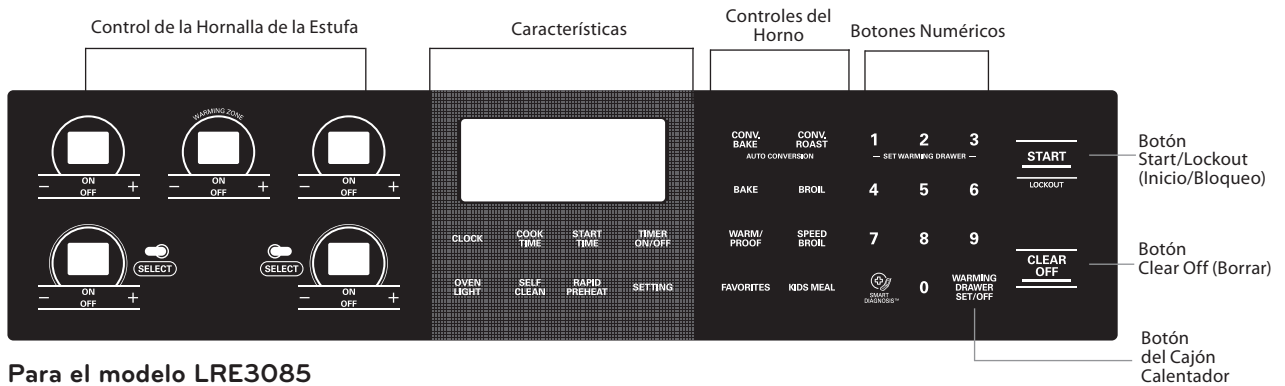 Control de la Hornalla de la Estufa
Características
Controles del
Horno
Botones Numéricos
WARMING ZONE
ON
OFF
ON
OFF
ON
OFF
SELECT
SELECT
ON
OFF
ON
OFF
CLOCK
COOK
TIME
START
TIME
TIMER
ON/OFF
OVEN
LIGHT
SELF
CLEAN
RAPID
PREHEAT
SETTING
CONV.
BAKE
CONV.
ROAST
AUTO CONVERSION
BAKE
BROIL
WARM/
PROOF
SPEED
BROIL
FAVORITES
KIDS MEAL
1 2 3
SET WARMING DRAWER
4 5 6
7 8 9
SMART
DIAGNOSIS™
0
WARMING
DRAWER
SET/OFF
START
LOCKOUT
CLEAR
OFF
Botón
Start/Lockout
(Inicio/Bloqueo)
Botón
Clear Off (Borrar)
Botón
del Cajón
Calentador
Para el modelo LRE3085